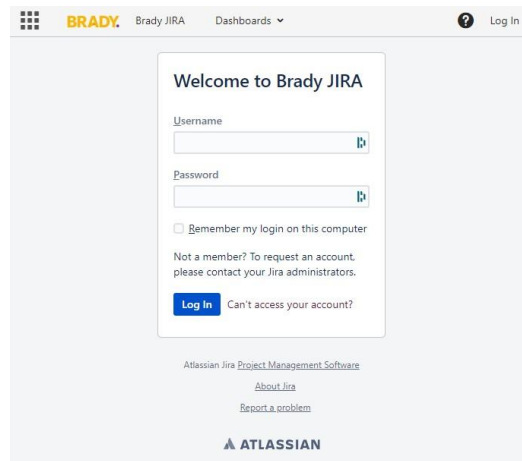 BRADY. Brady JIRA Dashboards ? Log In
Welcome to Brady JIRA
Username
Password
Remember my login on this computer
Not a member? To request an account,
please contact your Jira administrators.
Log In Can't access your account?
Atlassian Jira Project Management Software
About Jira
Report a problem
ATLASSIAN